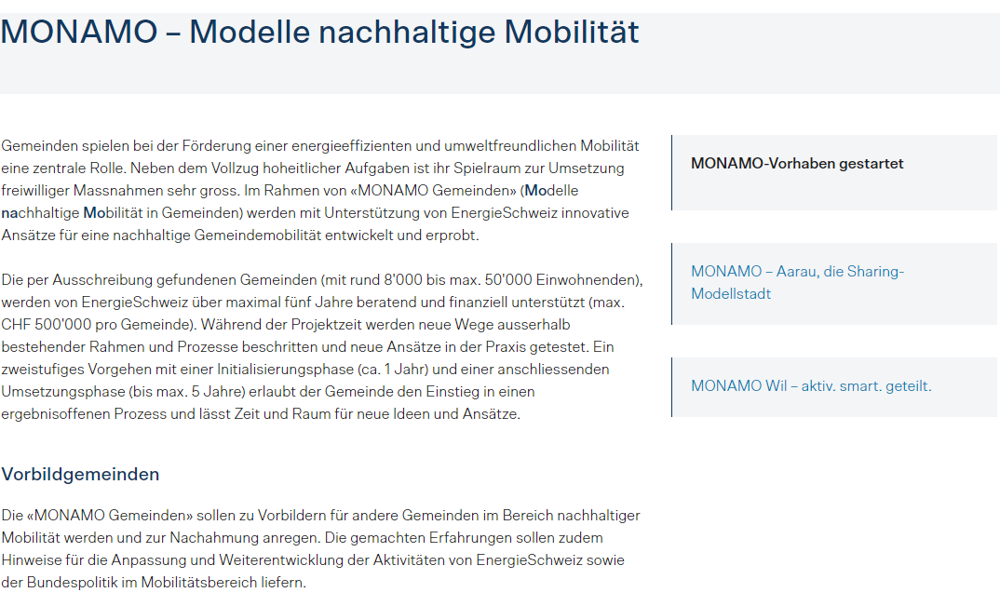 MONAMO – Modelle nachhaltige Mobilität
Gemeinden spielen bei der Förderung einer energieeffizienten und umweltfreundlichen Mobilität
eine zentrale Rolle. Neben dem Vollzug hoheitlicher Aufgaben ist ihr Spielraum zur Umsetzung
freiwilliger Massnahmen sehr gross. Im Rahmen von «MONAMO Gemeinden» (Modelle
nachhaltige Mobilität in Gemeinden) werden mit Unterstützung von EnergieSchweiz innovative
Ansätze für eine nachhaltige Gemeindemobilität entwickelt und erprobt.
Die per Ausschreibung gefundenen Gemeinden (mit rund 8'000 bis max. 50'000 Einwohnenden),
werden von EnergieSchweiz über maximal fünf Jahre beratend und finanziell unterstützt (max.
CHF 500'000 pro Gemeinde). Während der Projektzeit werden neue Wege ausserhalb
bestehender Rahmen und Prozesse beschritten und neue Ansätze in der Praxis getestet. Ein
zweistufiges Vorgehen mit einer Initialisierungsphase (ca. 1 Jahr) und einer anschliessenden
Umsetzungsphase (bis max. 5 Jahre) erlaubt der Gemeinde den Einstieg in einen
ergebnisoffenen Prozess und lässt Zeit und Raum für neue Ideen und Ansätze.
Vorbildgemeinden
Die «MONAMO Gemeinden» sollen zu Vorbildern für andere Gemeinden im Bereich nachhaltiger
Mobilität werden und zur Nachahmung anregen. Die gemachten Erfahrungen sollen zudem
Hinweise für die Anpassung und Weiterentwicklung der Aktivitäten von EnergieSchweiz sowie
der Bundespolitik im Mobilitätsbereich liefern.
MONAMO-Vorhaben gestartet
MONAMO – Aarau, die Sharing-
Modellstadt
MONAMO Wil – aktiv. smart. geteilt.